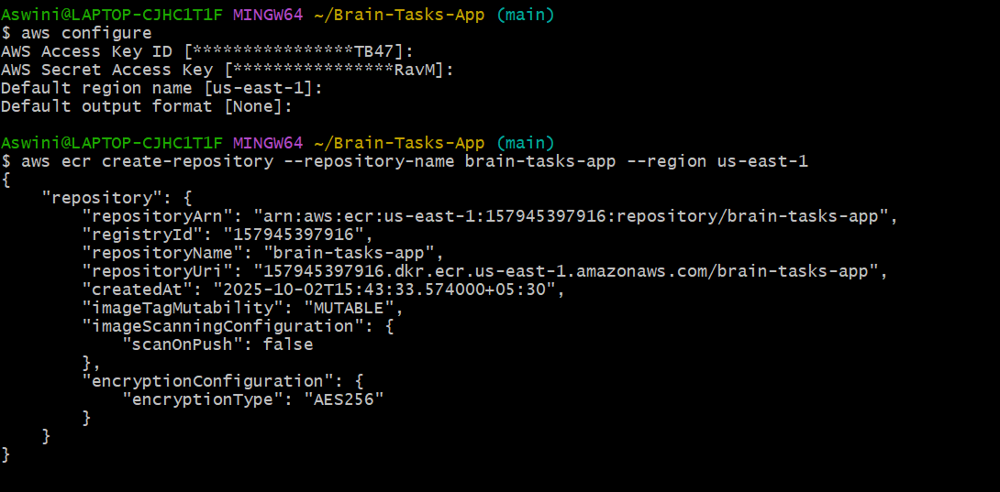 Aswini@LAPTOP-CJHC1T1F MINGW64 ~/Brain-Tasks-App (main)
$ aws configure
AWS Access Key ID [****************TB47]:
AWS Secret Access Key [****************RavM]:
Default region name [us-east-1]:
Default output format [None]:

Aswini@LAPTOP-CJHC1T1F MINGW64 ~/Brain-Tasks-App (main)
$ aws ecr create-repository --repository-name brain-tasks-app --region us-east-1
{
    "repository": {
        "repositoryArn": "arn:aws:ecr:us-east-1:157945397916:repository/brain-tasks-app",
        "registryId": "157945397916",
        "repositoryName": "brain-tasks-app",
        "repositoryUri": "157945397916.dkr.ecr.us-east-1.amazonaws.com/brain-tasks-app",
        "createdAt": "2025-10-02T15:43:33.574000+05:30",
        "imageTagMutability": "MUTABLE",
        "imageScanningConfiguration": {
            "scanOnPush": false
        },
        "encryptionConfiguration": {
            "encryptionType": "AES256"
        }
    }
}